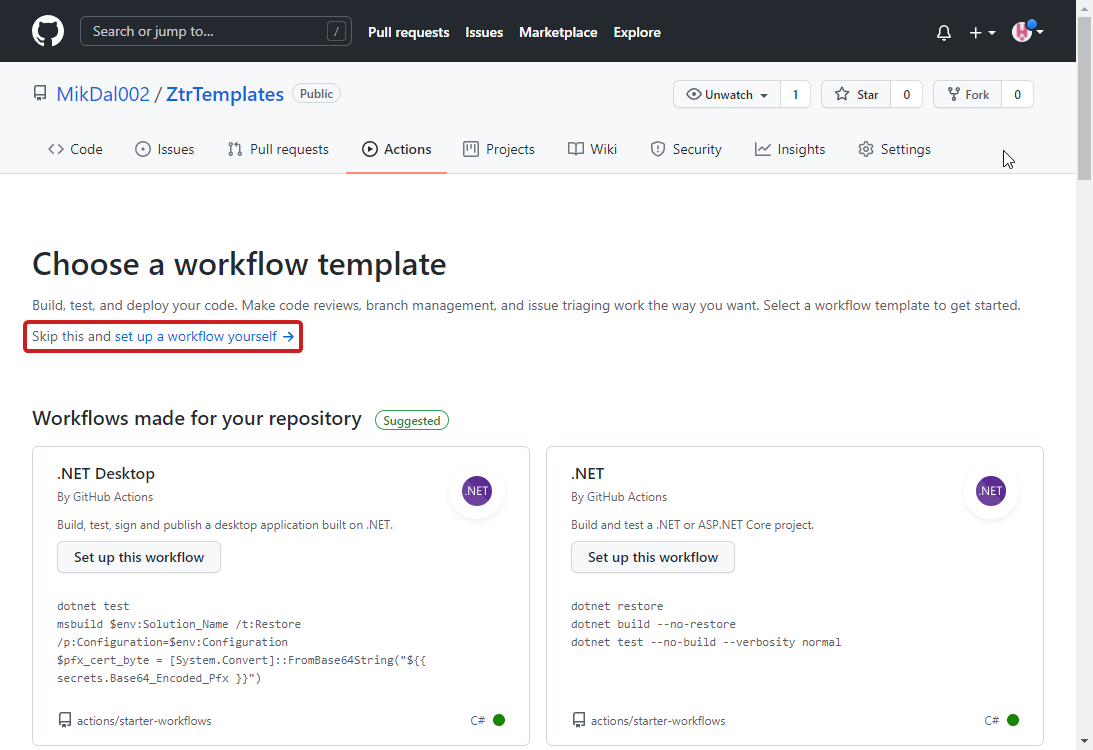 Search or jump to... /
Pull requests Issues Marketplace Explore
MikDal002 / ZtrTemplates Public
Unwatch 1 Star 0 Fork 0
Code Issues Pull requests Actions Projects Wiki Security Insights Settings
Choose a workflow template
Build, test, and deploy your code. Make code reviews, branch management, and issue triaging work the way you want. Select a workflow template to get started.
Skip this and set up a workflow yourself →
Workflows made for your repository Suggested
.NET Desktop
By GitHub Actions
.NET
Build, test, sign and publish a desktop application built on .NET.
Set up this workflow
dotnet test
msbuild $env:Solution_Name /t:Restore
/p:Configuration=$env:Configuration
$pfx_cert_byte = [System.Convert]::FromBase64String("${{
secrets.Base64_Encoded_Pfx }}")
actions/starter-workflows C#
.NET
By GitHub Actions
.NET
Build and test a .NET or ASP.NET Core project.
Set up this workflow
dotnet restore
dotnet build --no-restore
dotnet test --no-build --verbosity normal
actions/starter-workflows C#